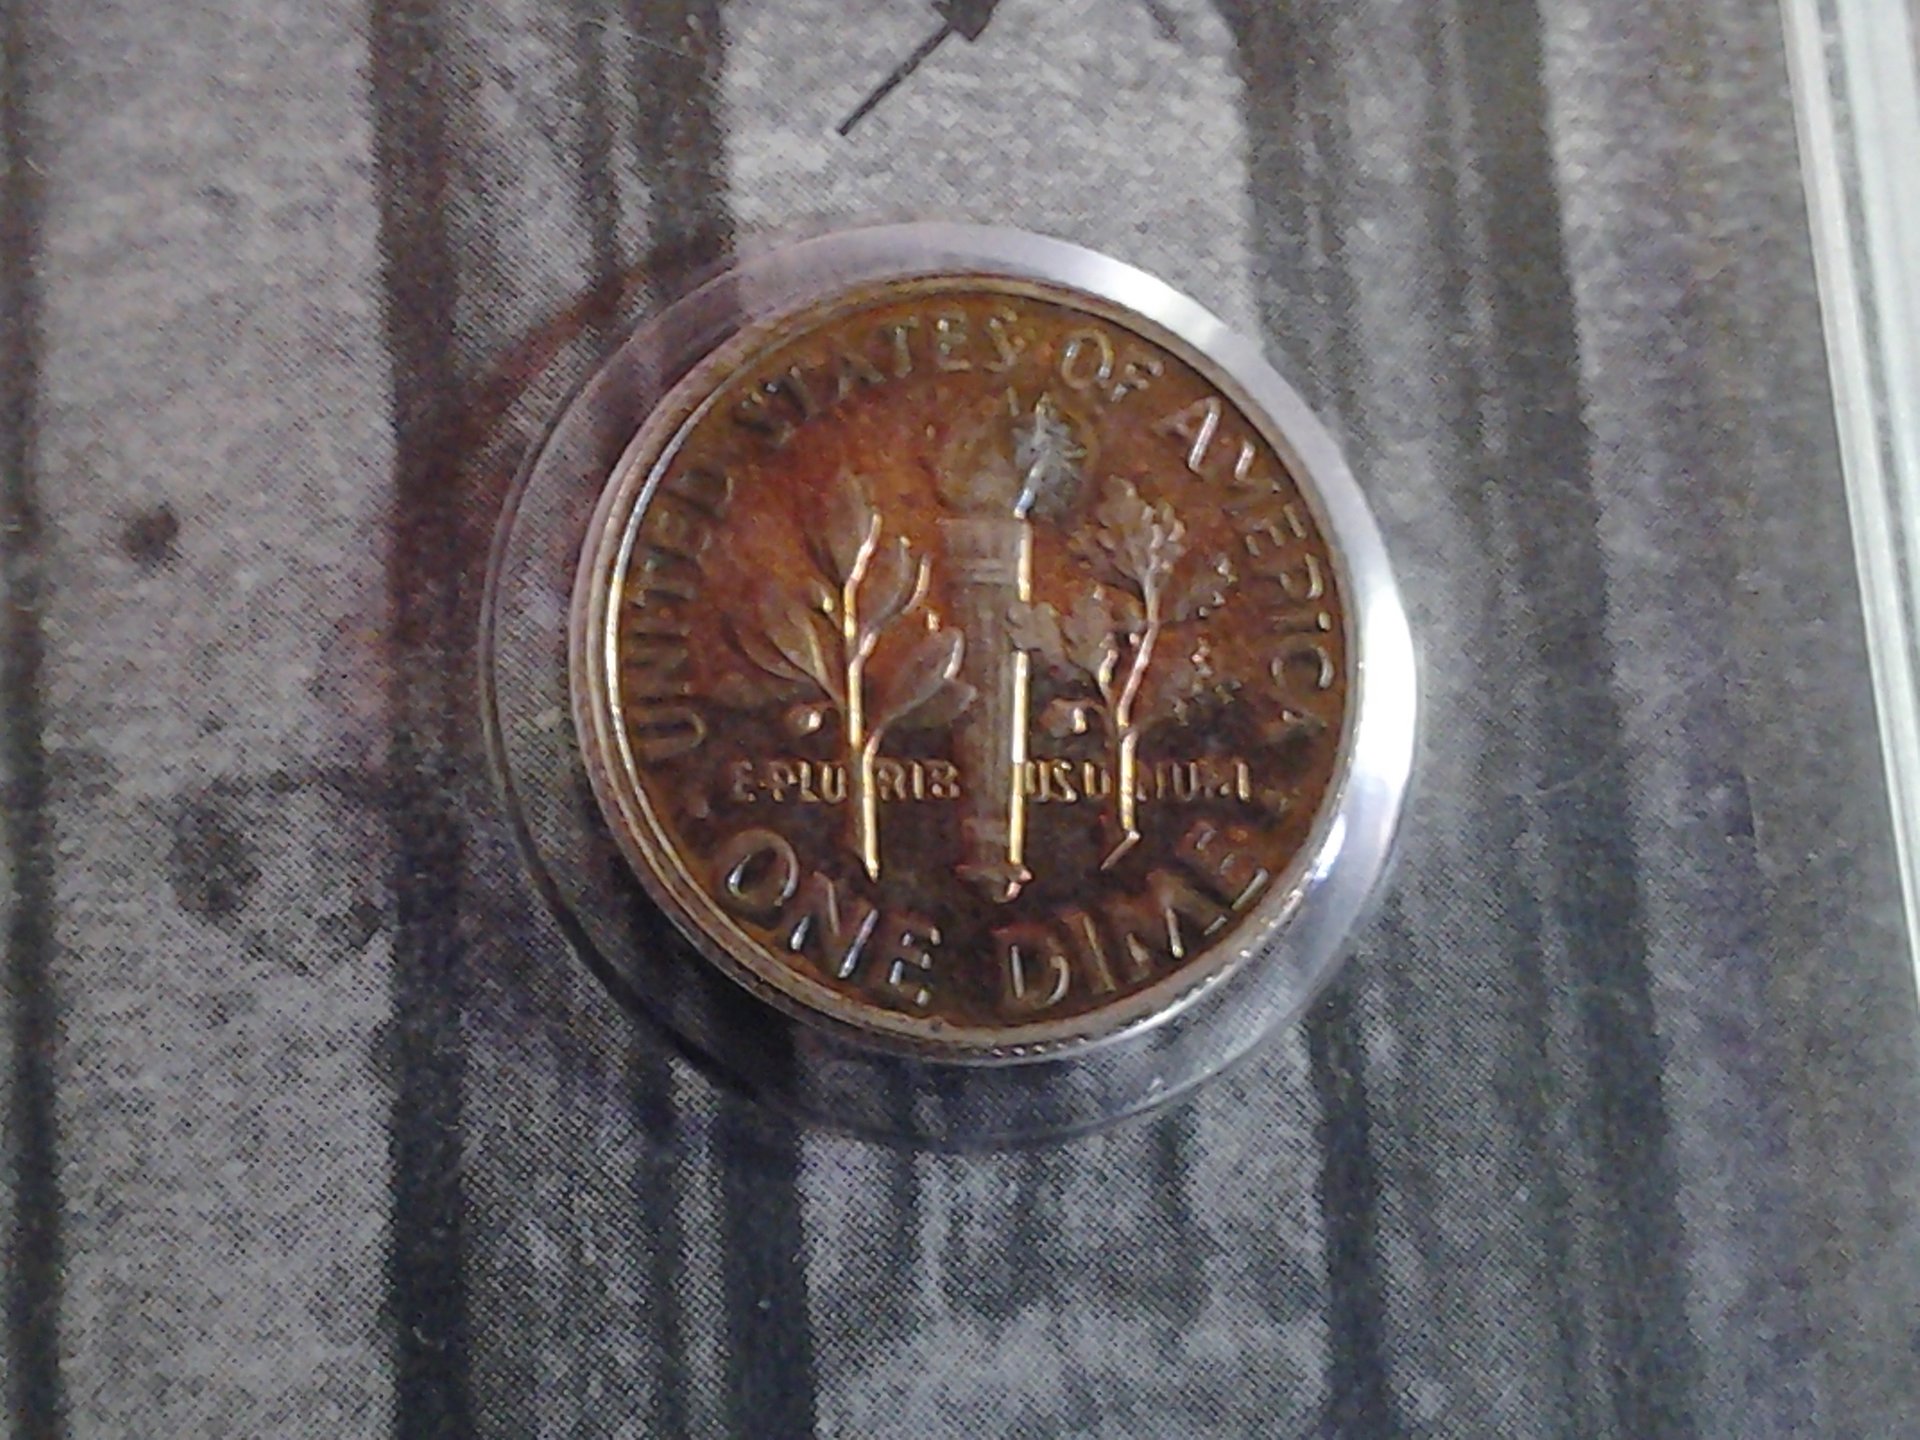 UNITED STATES OF AMERICA
E·PLURIBUS UNUM
ONE DIME